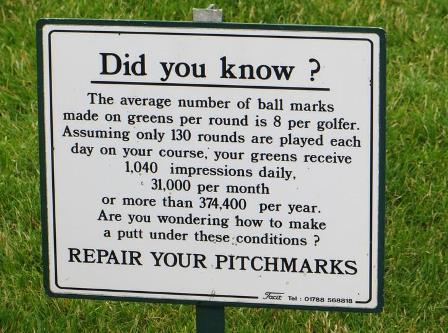 Did you know ?
The average number of ball marks
made on greens per round is 8 per golfer.
Assuming only 130 rounds are played each
day on your course, your greens receive
1,040 impressions daily,
31,000 per month
or more than 374,400 per year.
Are you wondering how to make
a putt under these conditions ?
REPAIR YOUR PITCHMARKS
Facit Tel : 01788 568818